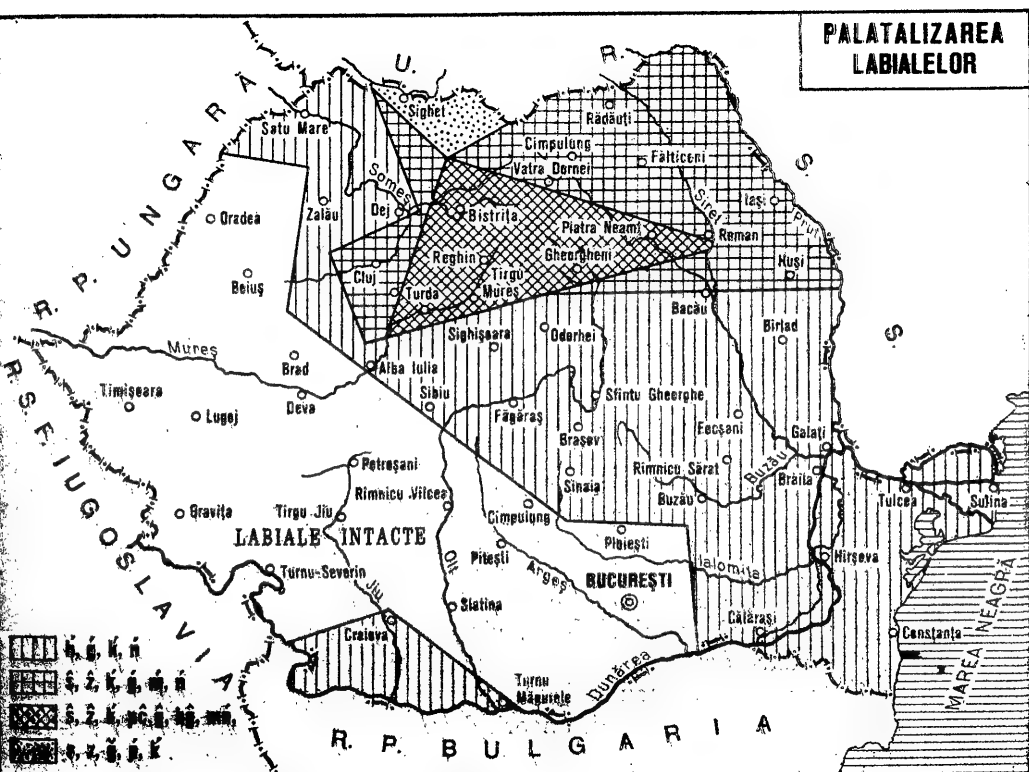 PALATALIZAREA
LABIALELOR
U. R. S. S.
R. P. UNGARĂ
R. S. F. IUGOSLAVIA
R. P. BULGARIA
MAREA NEAGRĂ
LABIALE INTACTE
Sighet
Satu Mare
Rădăuți
Cîmpulung
Fălticeni
Vatra Dornei
Someș
Siret
Iași
Prut
Oradea
Zalău
Dej
Bistrița
Piatra Neamț
Roman
Reghin
Gheorgheni
Huși
Beiuș
Cluj
Turda
Tîrgu
Mureș
Bacău
Sighișoara
Odorhei
Bîrlad
Mureș
Brad
Alba Iulia
Timișoara
Deva
Sibiu
Făgăraș
Sfîntu Gheorghe
Lugoj
Brașov
Focșani
Galați
Petroșani
Rîmnicu Sărat
Buzău
Brăila
Rîmnicu Vîlcea
Sinaia
Buzău
Tulcea
Sulina
Oravița
Tîrgu Jiu
Cîmpulung
Ploiești
Pitești
Ialomița
Hîrșova
Turnu-Severin
Olt
Argeș
BUCUREȘTI
Jiu
Slatina
Călărași
Constanța
Craiova
Dunărea
Turnu
Măgurele